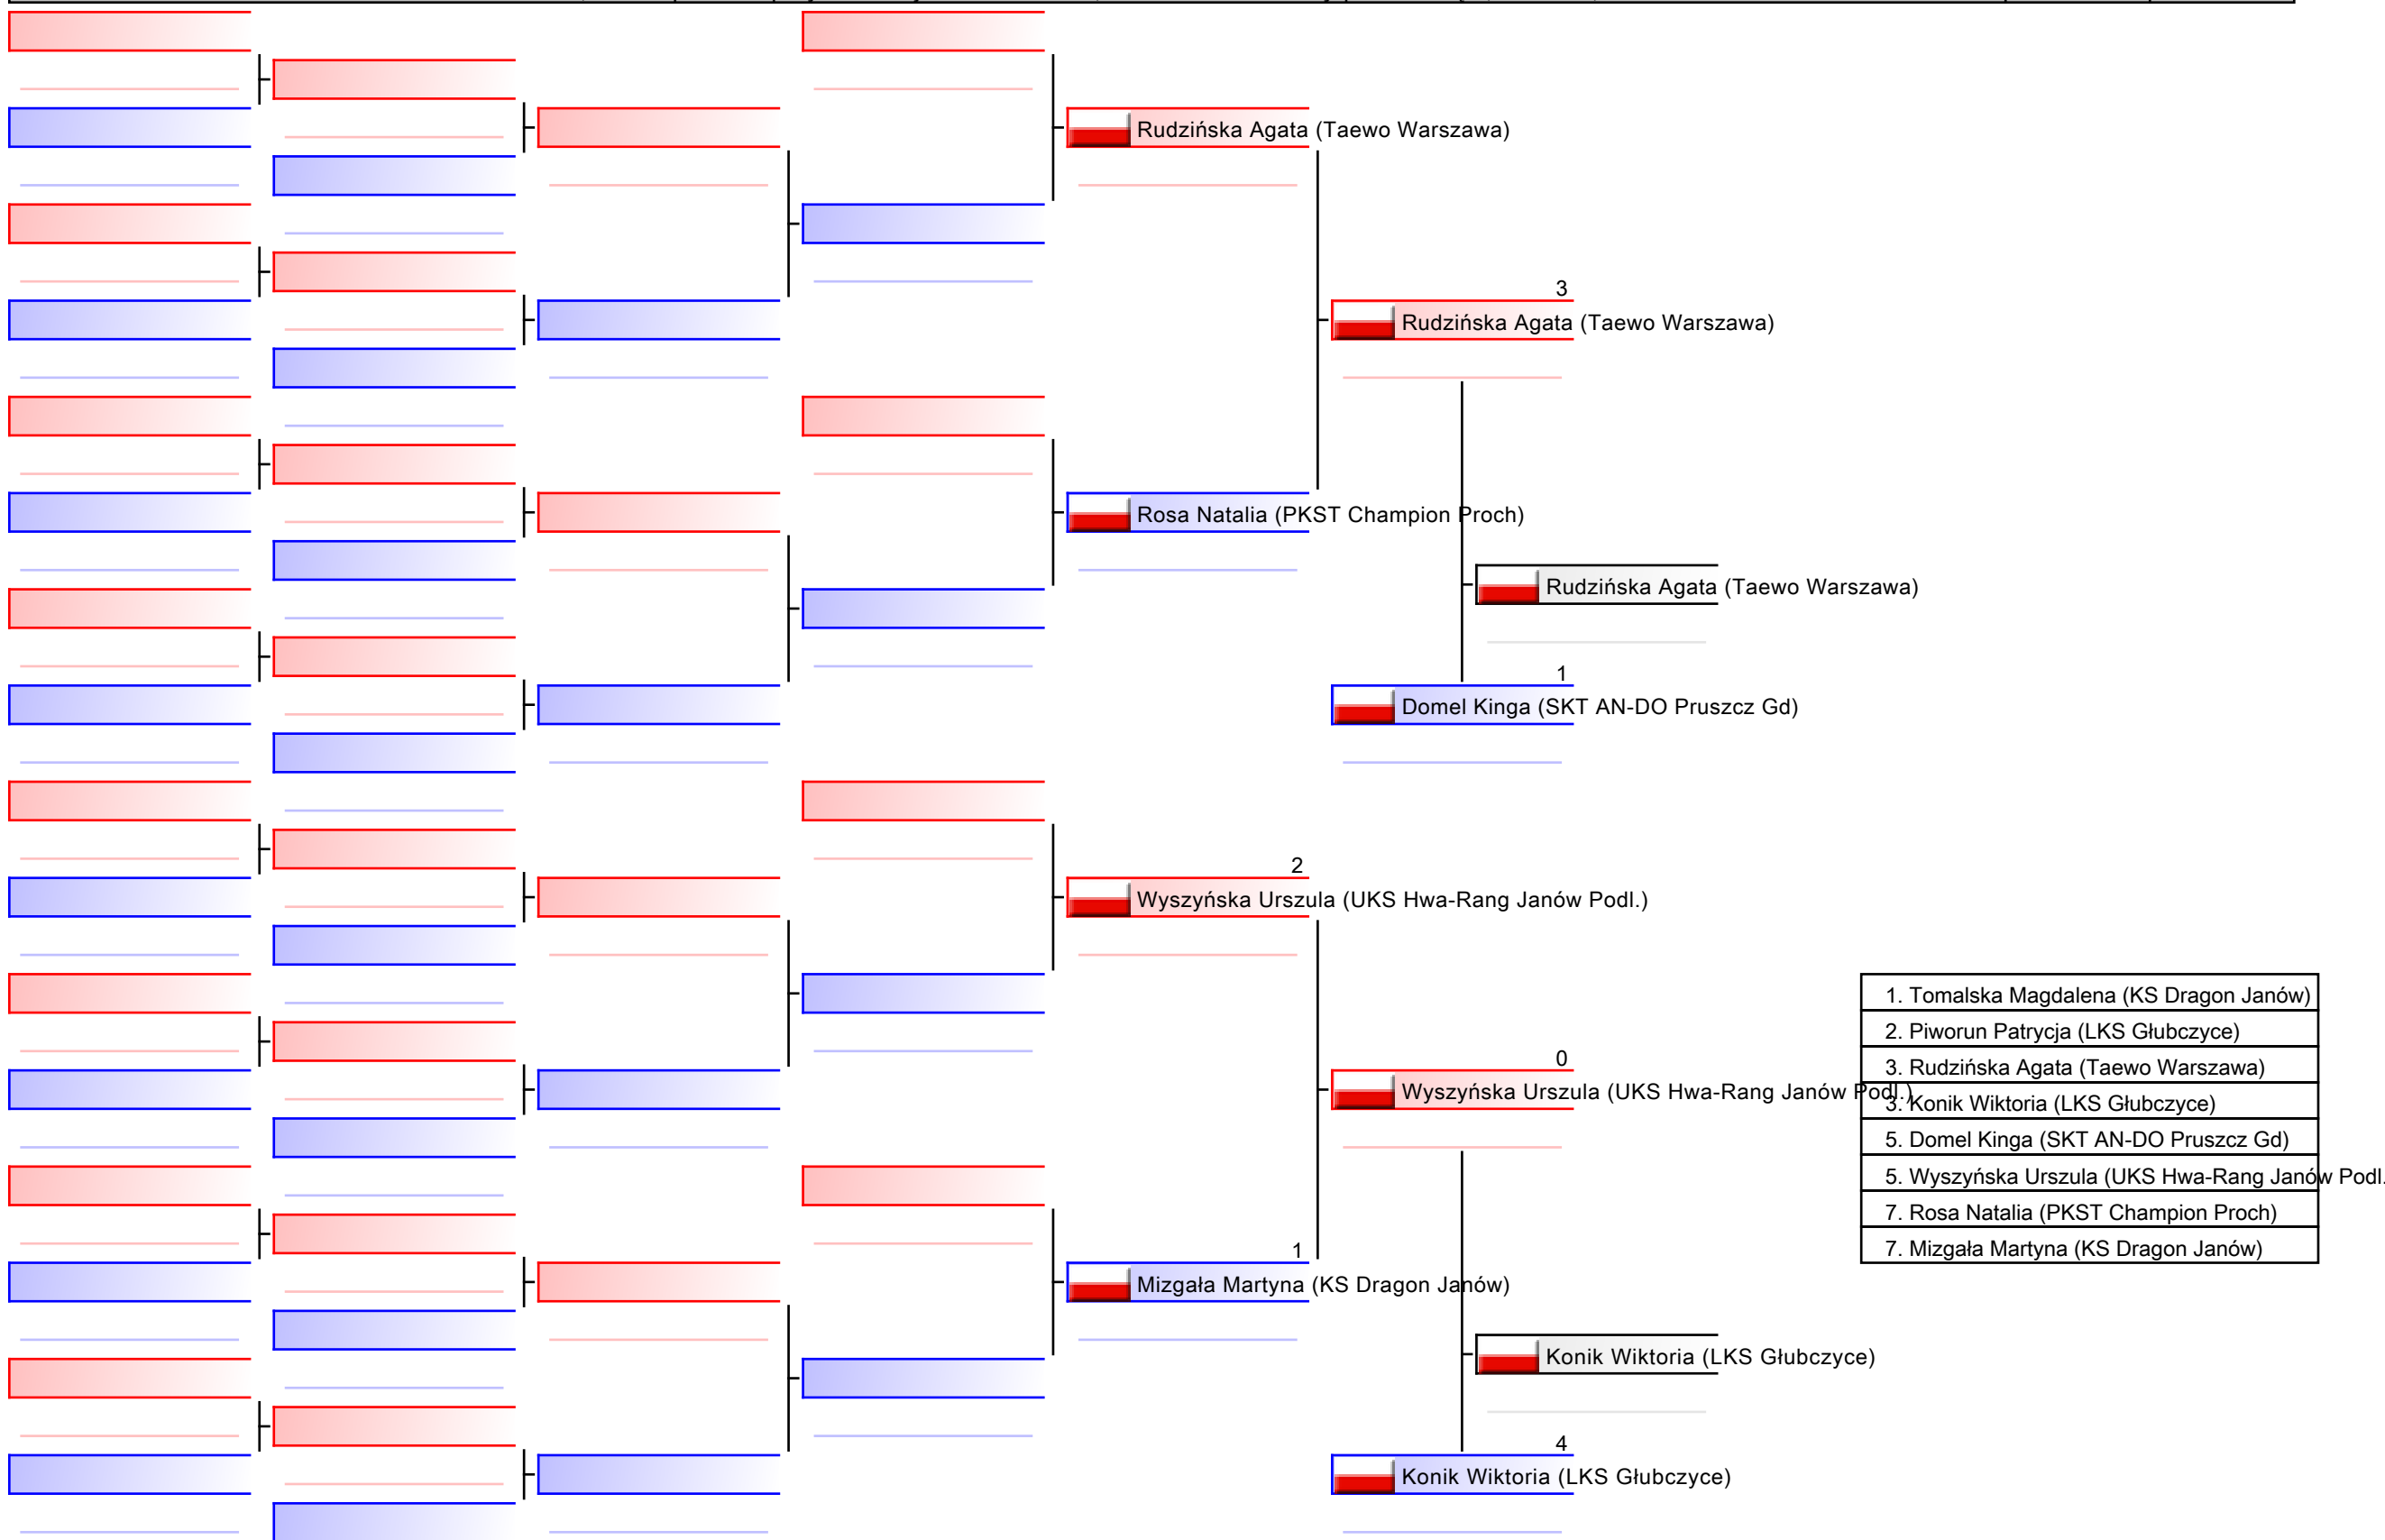 Rudzińska Agata (Taewo Warszawa)
3
Rudzińska Agata (Taewo Warszawa)
Rosa Natalia (PKST Champion Proch)
Rudzińska Agata (Taewo Warszawa)
1
Domel Kinga (SKT AN-DO Pruszcz Gd)
2
Wyszyńska Urszula (UKS Hwa-Rang Janów Podl.)
0
Wyszyńska Urszula (UKS Hwa-Rang Janów Podl.)
1
Mizgała Martyna (KS Dragon Janów)
Konik Wiktoria (LKS Głubczyce)
4
Konik Wiktoria (LKS Głubczyce)
1. Tomalska Magdalena (KS Dragon Janów)
2. Piworun Patrycja (LKS Głubczyce)
3. Rudzińska Agata (Taewo Warszawa)
3. Konik Wiktoria (LKS Głubczyce)
5. Domel Kinga (SKT AN-DO Pruszcz Gd)
5. Wyszyńska Urszula (UKS Hwa-Rang Janów Podl.
7. Rosa Natalia (PKST Champion Proch)
7. Mizgała Martyna (KS Dragon Janów)